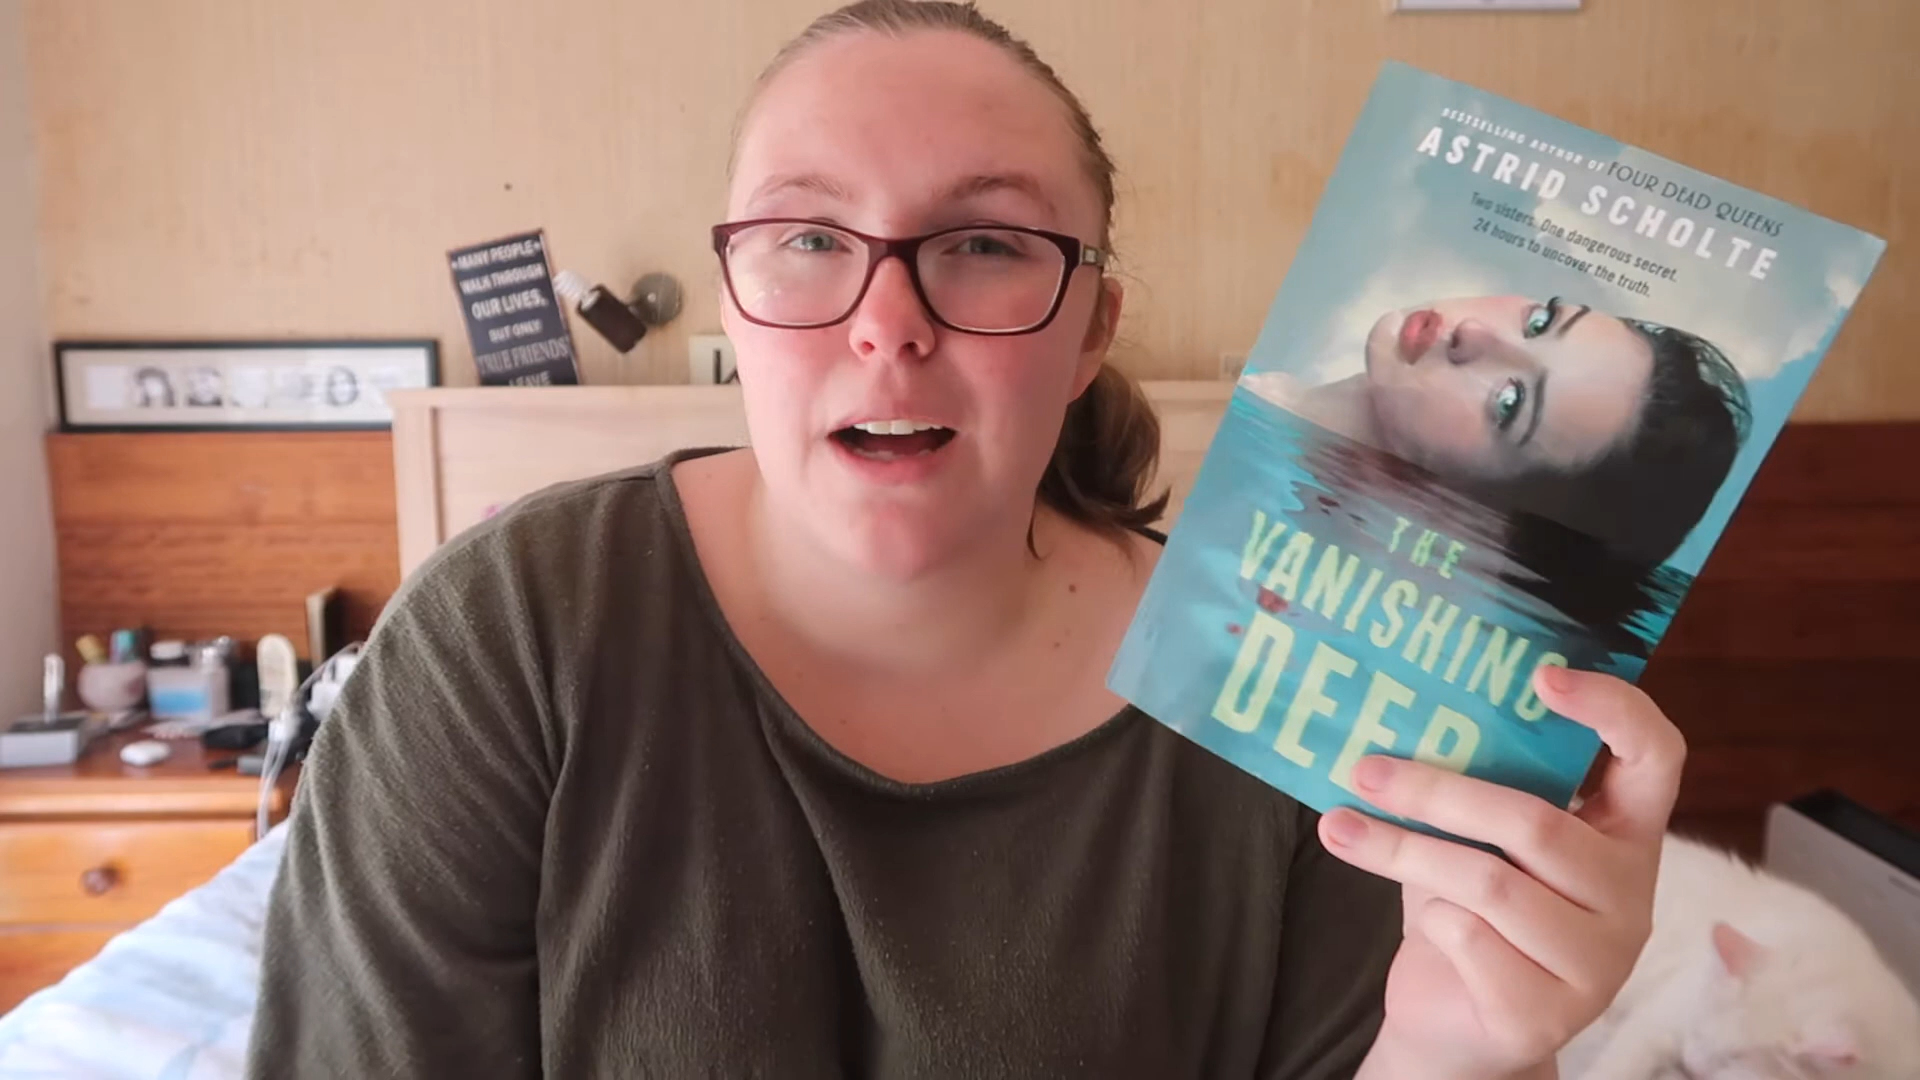 MANY PEOPLE
WALK THROUGH
OUR LIVES,
BUT ONLY
TRUE FRIENDS
LEAVE
BESTSELLING AUTHOR OF FOUR DEAD QUEENS
ASTRID SCHOLTE
Two sisters. One dangerous secret.
24 hours to uncover the truth.
THE
VANISHING
DEEP